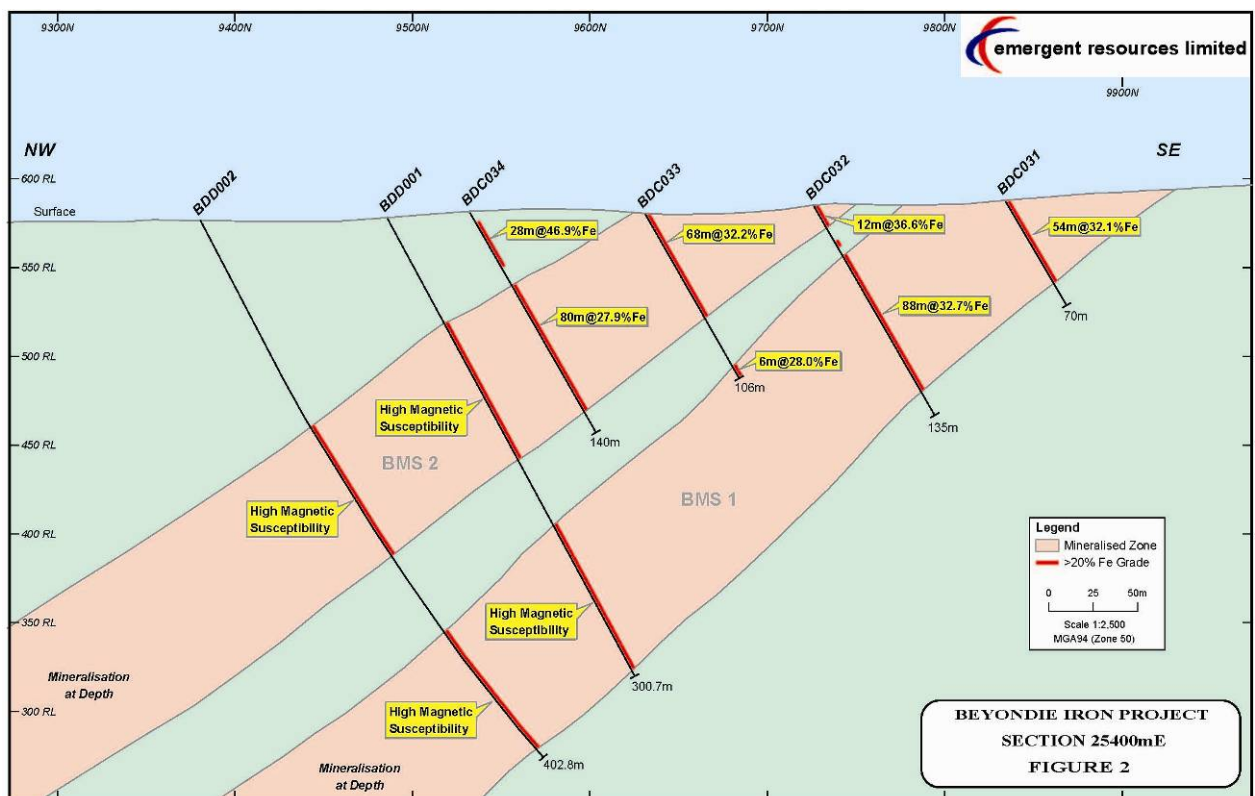 9300N
9400N
9500N
9600N
9700N
9800N
emergent resources limited
9900N
NW
SE
600 RL
Surface
550 RL
500 RL
450 RL
400 RL
350 RL
300 RL
BDD002
BDD001
BDC034
BDC033
BDC032
BDC031
28m@46.9%Fe
68m@32.2%Fe
12m@36.6%Fe
54m@32.1%Fe
80m@27.9%Fe
88m@32.7%Fe
70m
6m@28.0%Fe
106m
135m
140m
High Magnetic
Susceptibility
BMS 2
BMS 1
High Magnetic
Susceptibility
High Magnetic
Susceptibility
300.7m
High Magnetic
Susceptibility
402.8m
Mineralisation
at Depth
Mineralisation
at Depth
Legend
Mineralised Zone
>20% Fe Grade
0 25 50m
Scale 1:2,500
MGA94 (Zone 50)
BEYONDIE IRON PROJECT
SECTION 25400mE
FIGURE 2